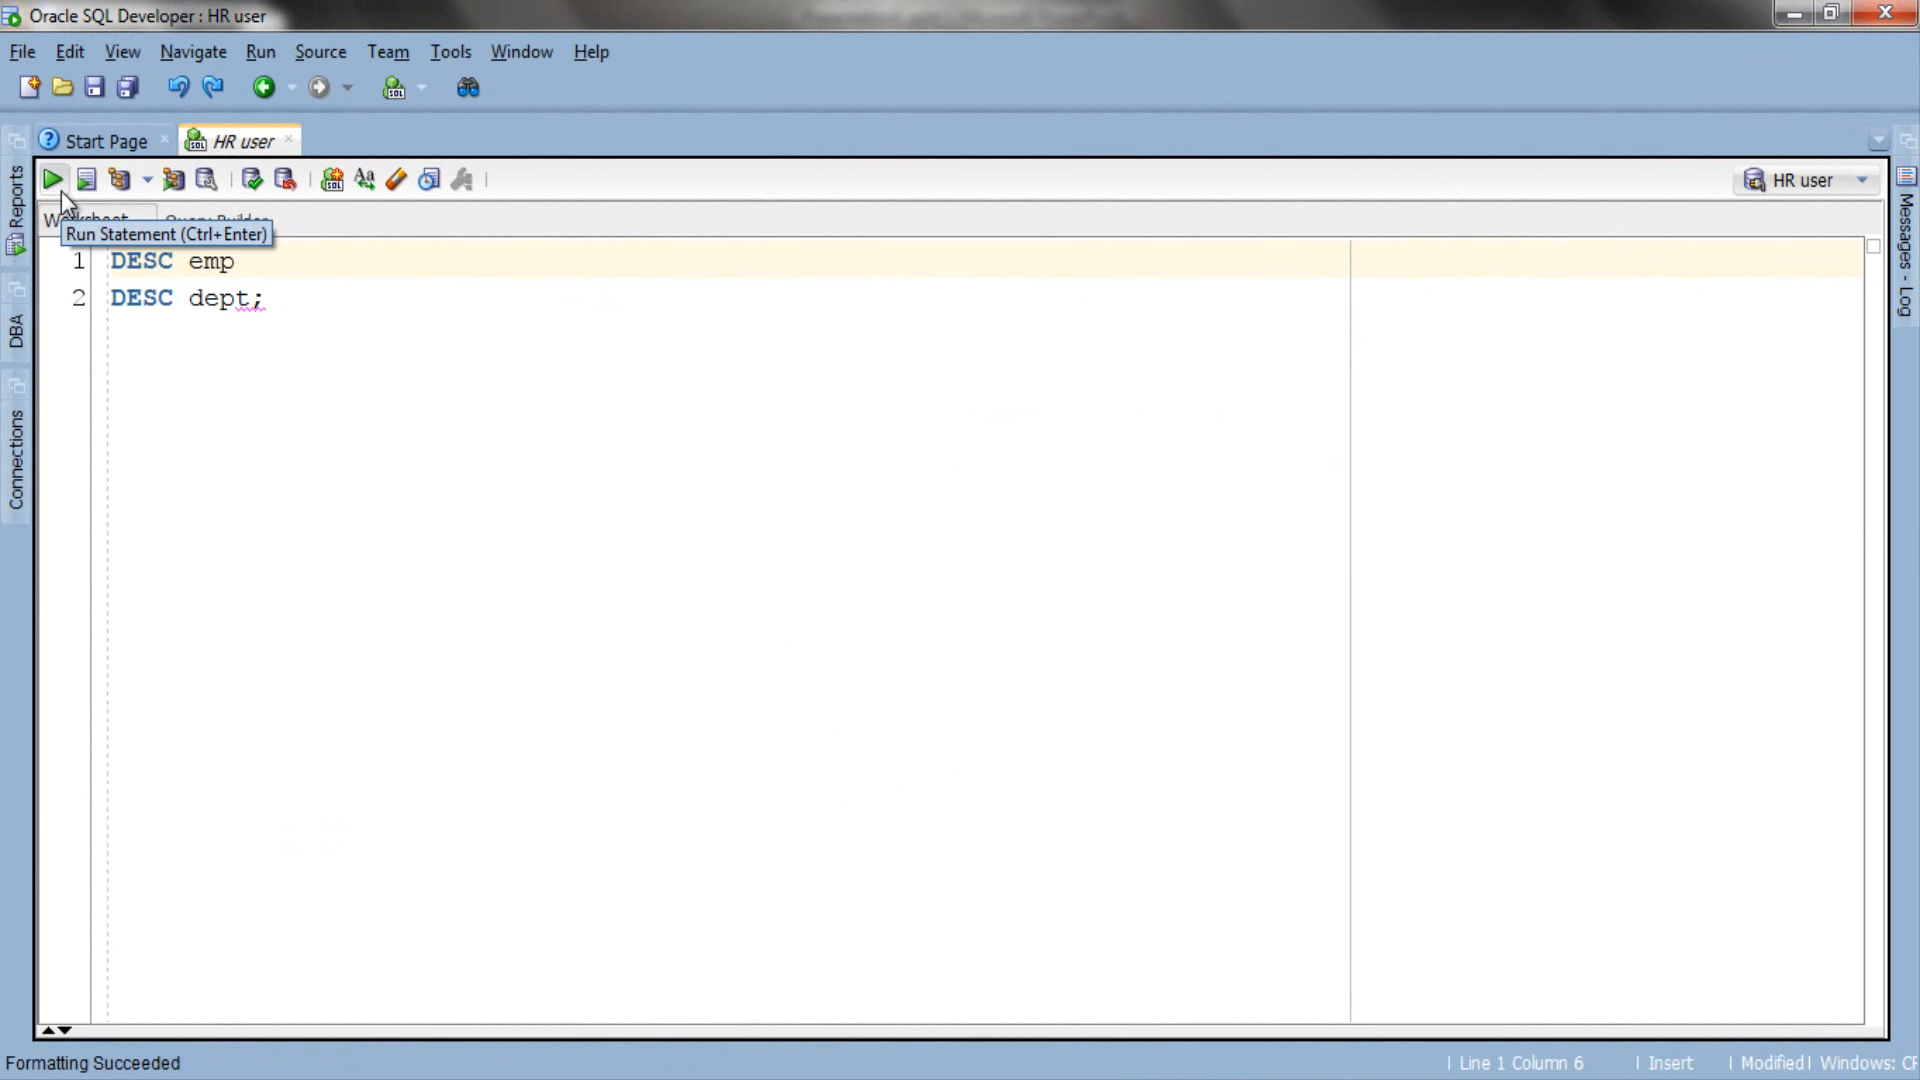 Oracle SQL Developer : HR user
File Edit View Navigate Run Source Team Tools Window Help
Start Page HR user
HR user
Run Statement (Ctrl+Enter)
1 DESC emp
2 DESC dept;
Reports
DBA
Connections
Messages - Log
Formatting Succeeded
Line 1 Column 6 Insert Modified Windows: